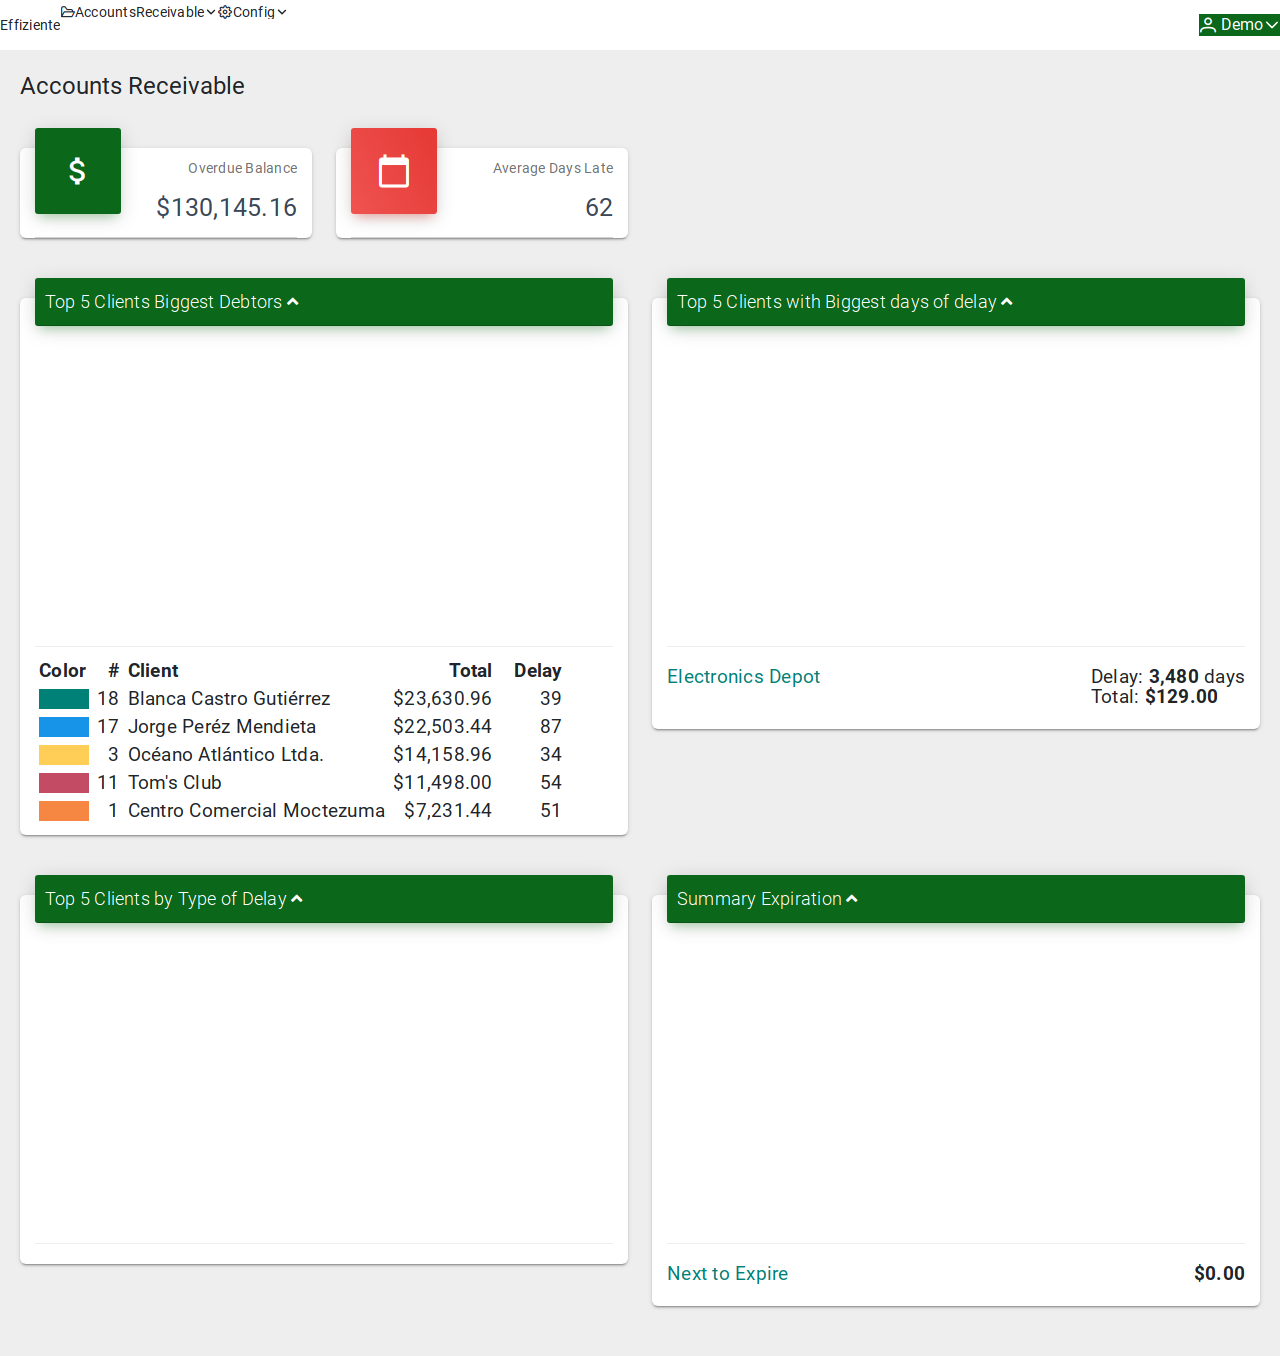 Effiziente
AccountsReceivable
Config
Demo
Accounts Receivable
Overdue Balance
$130,145.16
Average Days Late
62
Top 5 Clients Biggest Debtors
Color # Client Total Delay
18 Blanca Castro Gutiérrez $23,630.96 39
17 Jorge Peréz Mendieta $22,503.44 87
3 Océano Atlántico Ltda. $14,158.96 34
11 Tom's Club $11,498.00 54
1 Centro Comercial Moctezuma $7,231.44 51
Top 5 Clients with Biggest days of delay
Electronics Depot
Delay: 3,480 days
Total: $129.00
Top 5 Clients by Type of Delay
Summary Expiration
Next to Expire $0.00